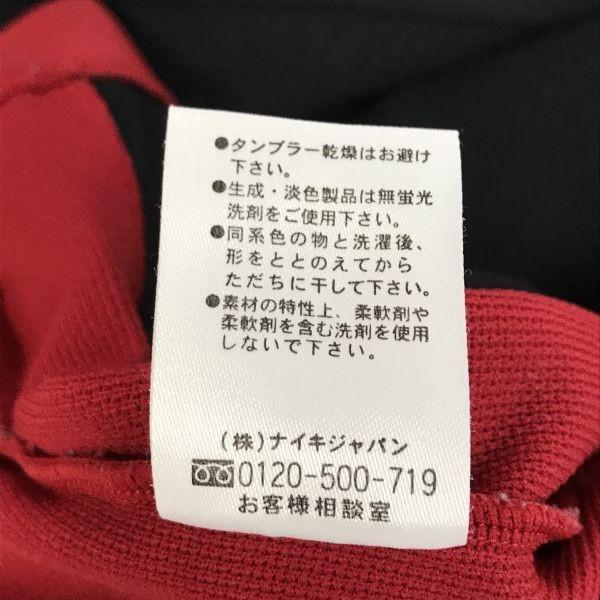 ●タンブラー乾燥はお避け
下さい。
●生成・淡色製品は無蛍光
洗剤をご使用下さい。
●同系色の物と洗濯後、
形をととのえてから
ただちに干して下さい。
●素材の特性上、柔軟剤や
柔軟剤を含む洗剤を使用
しないで下さい。
(株)ナイキジャパン
0120-500-719
お客様相談室